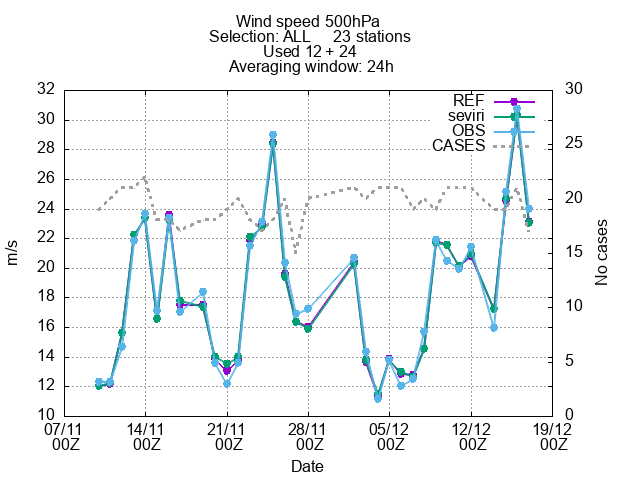 Wind speed 500hPa
Selection: ALL 23 stations
Used 12 + 24
Averaging window: 24h
32 30
REF
seviri
OBS
CASES
30
28
26
24
22
20
18
16
14
12
10
25
20
15
10
5
0
m/s
No cases
07/11 14/11 21/11 28/11 05/12 12/12 19/12
00Z 00Z 00Z 00Z 00Z 00Z 00Z
Date